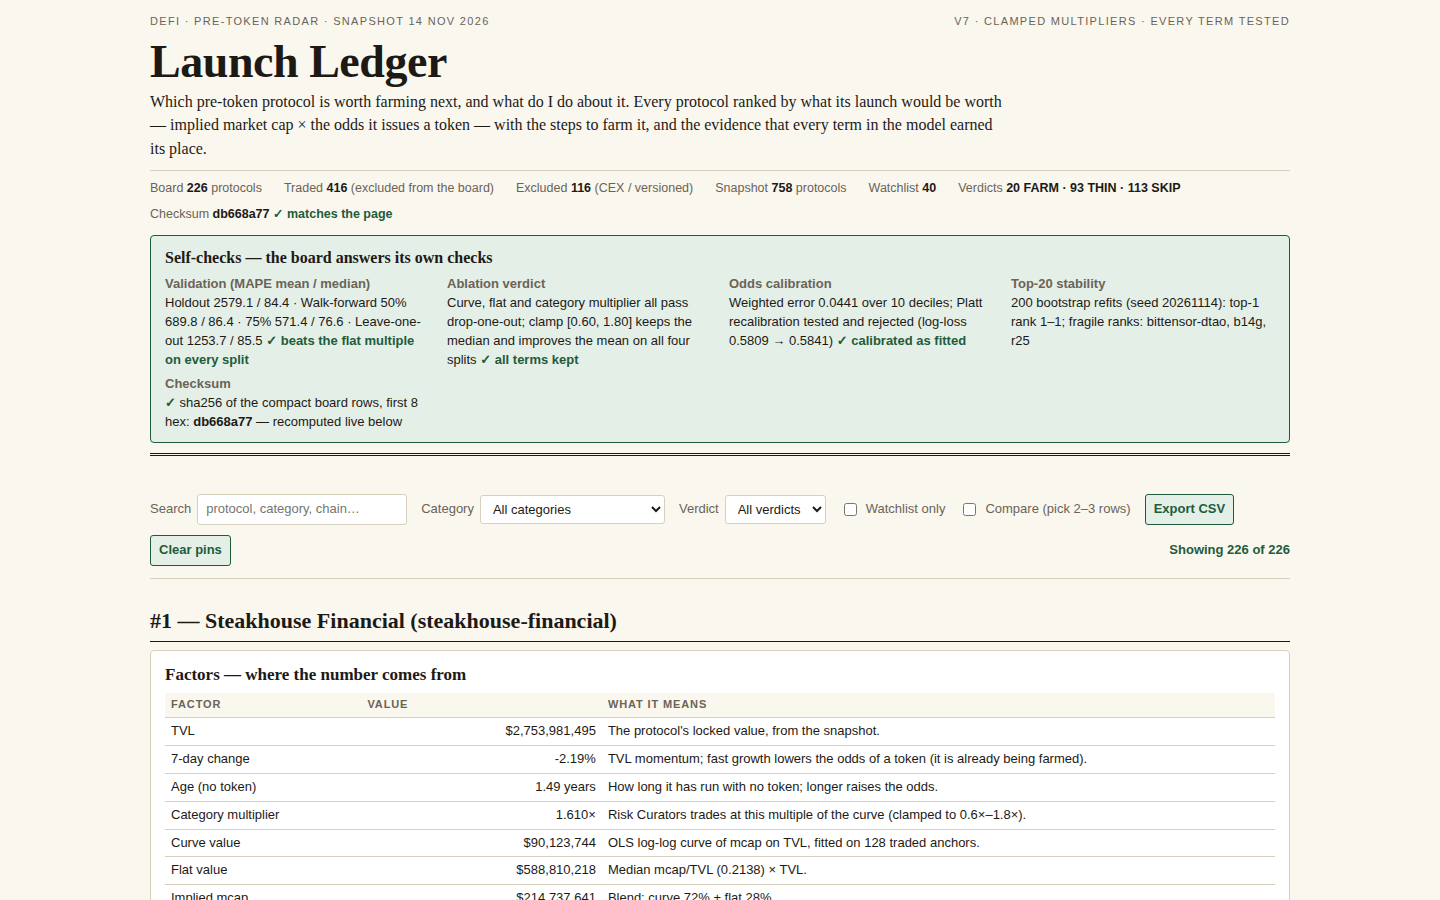 DEFI · PRE-TOKEN RADAR · SNAPSHOT 14 NOV 2026
V7 · CLAMPED MULTIPLIERS · EVERY TERM TESTED
Launch Ledger
Which pre-token protocol is worth farming next, and what do I do about it. Every protocol ranked by what its launch would be worth
— implied market cap × the odds it issues a token — with the steps to farm it, and the evidence that every term in the model earned
its place.
Board 226 protocols Traded 416 (excluded from the board) Excluded 116 (CEX / versioned) Snapshot 758 protocols Watchlist 40 Verdicts 20 FARM · 93 THIN · 113 SKIP
Checksum db668a77 ✓ matches the page
Self-checks — the board answers its own checks
Validation (MAPE mean / median)
Holdout 2579.1 / 84.4 · Walk-forward 50%
689.8 / 86.4 · 75% 571.4 / 76.6 · Leave-one-
out 1253.7 / 85.5 ✓ beats the flat multiple
on every split
Ablation verdict
Curve, flat and category multiplier all pass
drop-one-out; clamp [0.60, 1.80] keeps the
median and improves the mean on all four
splits ✓ all terms kept
Odds calibration
Weighted error 0.0441 over 10 deciles; Platt
recalibration tested and rejected (log-loss
0.5809 → 0.5841) ✓ calibrated as fitted
Top-20 stability
200 bootstrap refits (seed 20261114): top-1
rank 1–1; fragile ranks: bittensor-dtao, b14g,
r25
Checksum
✓ sha256 of the compact board rows, first 8
hex: db668a77 — recomputed live below
Search protocol, category, chain… Category All categories Verdict All verdicts Watchlist only Compare (pick 2–3 rows) Export CSV
Clear pins Showing 226 of 226
#1 — Steakhouse Financial (steakhouse-financial)
Factors — where the number comes from
FACTOR VALUE WHAT IT MEANS
TVL $2,753,981,495 The protocol's locked value, from the snapshot.
7-day change -2.19% TVL momentum; fast growth lowers the odds of a token (it is already being farmed).
Age (no token) 1.49 years How long it has run with no token; longer raises the odds.
Category multiplier 1.610× Risk Curators trades at this multiple of the curve (clamped to 0.6×–1.8×).
Curve value $90,123,744 OLS log-log curve of mcap on TVL, fitted on 128 traded anchors.
Flat value $588,810,218 Median mcap/TVL (0.2138) × TVL.
Implied mcap $214,737,641 Blend: curve 72% + flat 28%